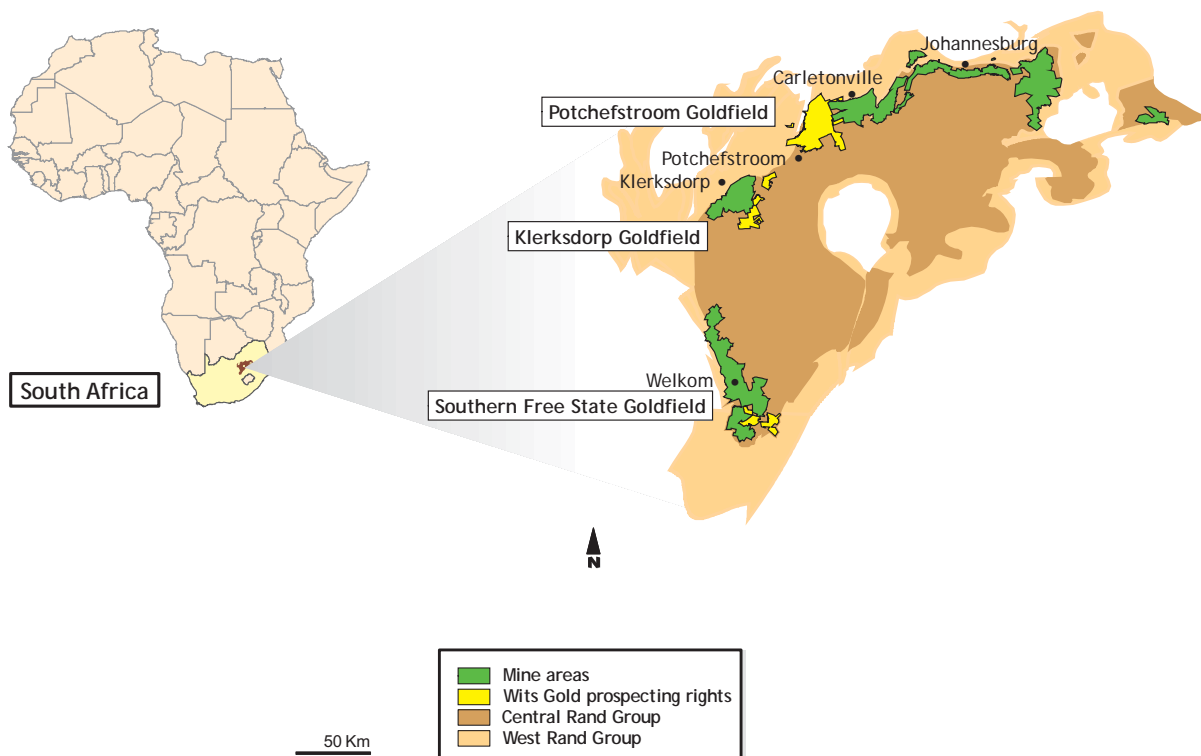 Johannesburg
Carletonville
Potchefstroom Goldfield
Potchefstroom
Klerksdorp
Klerksdorp Goldfield
South Africa
Welkom
Southern Free State Goldfield
N
Mine areas
Wits Gold prospecting rights
Central Rand Group
West Rand Group
50 Km